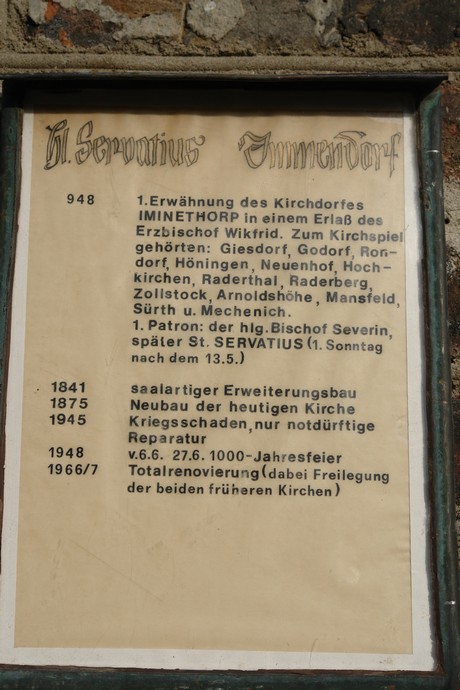 hl. Servatius Immendorf
948 1.Erwähnung des Kirchdorfes
IMINETHORP in einem Erlaß des
Erzbischof Wikfrid. Zum Kirchspiel
gehörten: Giesdorf, Godorf, Ron-
dorf, Höningen, Neuenhof, Hoch-
kirchen, Raderthal, Raderberg,
Zollstock, Arnoldshöhe, Mansfeld,
Sürth u. Mechenich.
1. Patron: der hlg. Bischof Severin,
später St. SERVATIUS (1. Sonntag
nach dem 13.5.)
1841 saalartiger Erweiterungsbau
1875 Neubau der heutigen Kirche
1945 Kriegsschaden, nur notdürftige
Reparatur
1948 v.6.6. 27.6. 1000-Jahresfeier
1966/7 Totalrenovierung (dabei Freilegung
der beiden früheren Kirchen)